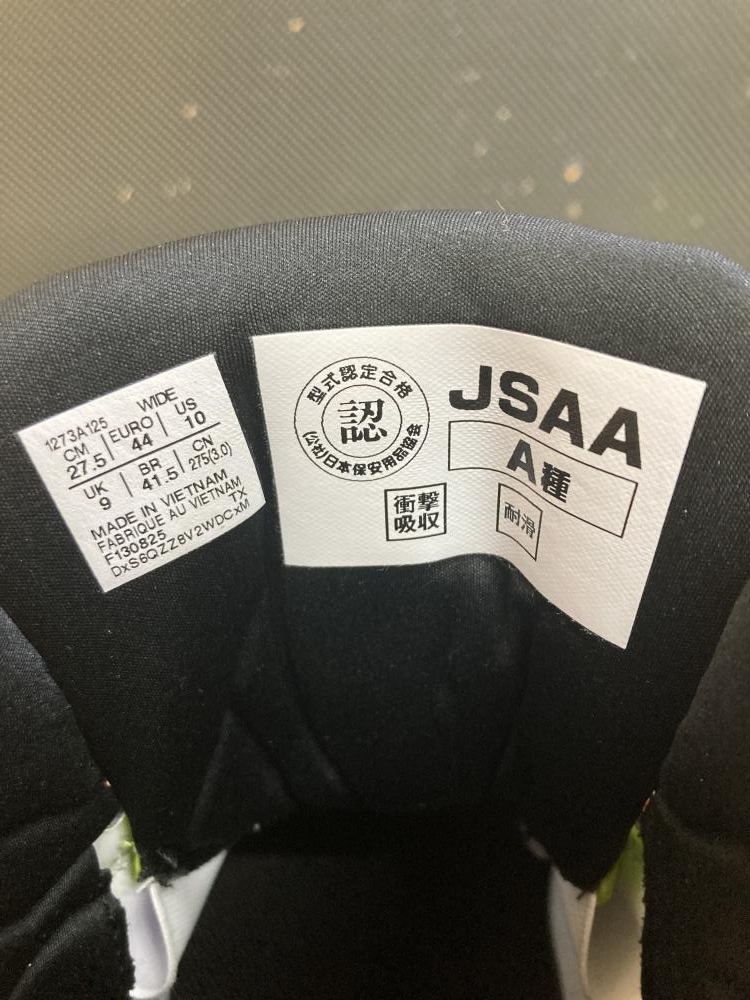 1273A125 WIDE
CM EURO US
27.5 44 10
UK BR CN
9 41.5 275(3.0)
MADE IN VIETNAM
FABRIQUE AU VIETNAM
F130825 TX
DxS6QZZ8V2WDCxM
型式認定合格
認
(公社)日本保安用品協会
JSAA
A種
衝撃
吸収
耐滑